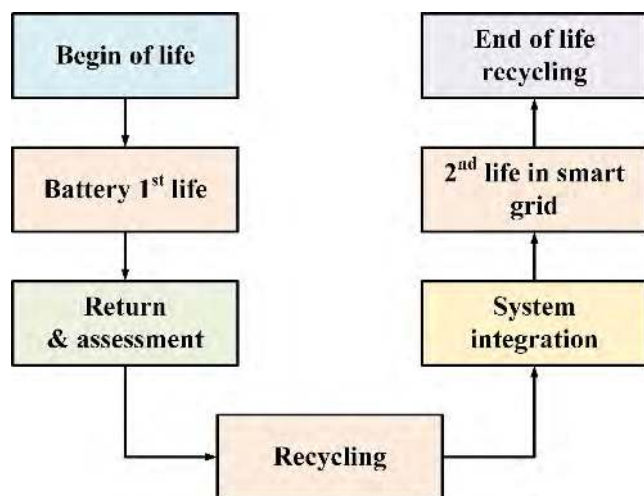 Begin of life
Battery 1st life
Return
& assessment
Recycling
System
integration
2nd life in smart
grid
End of life
recycling